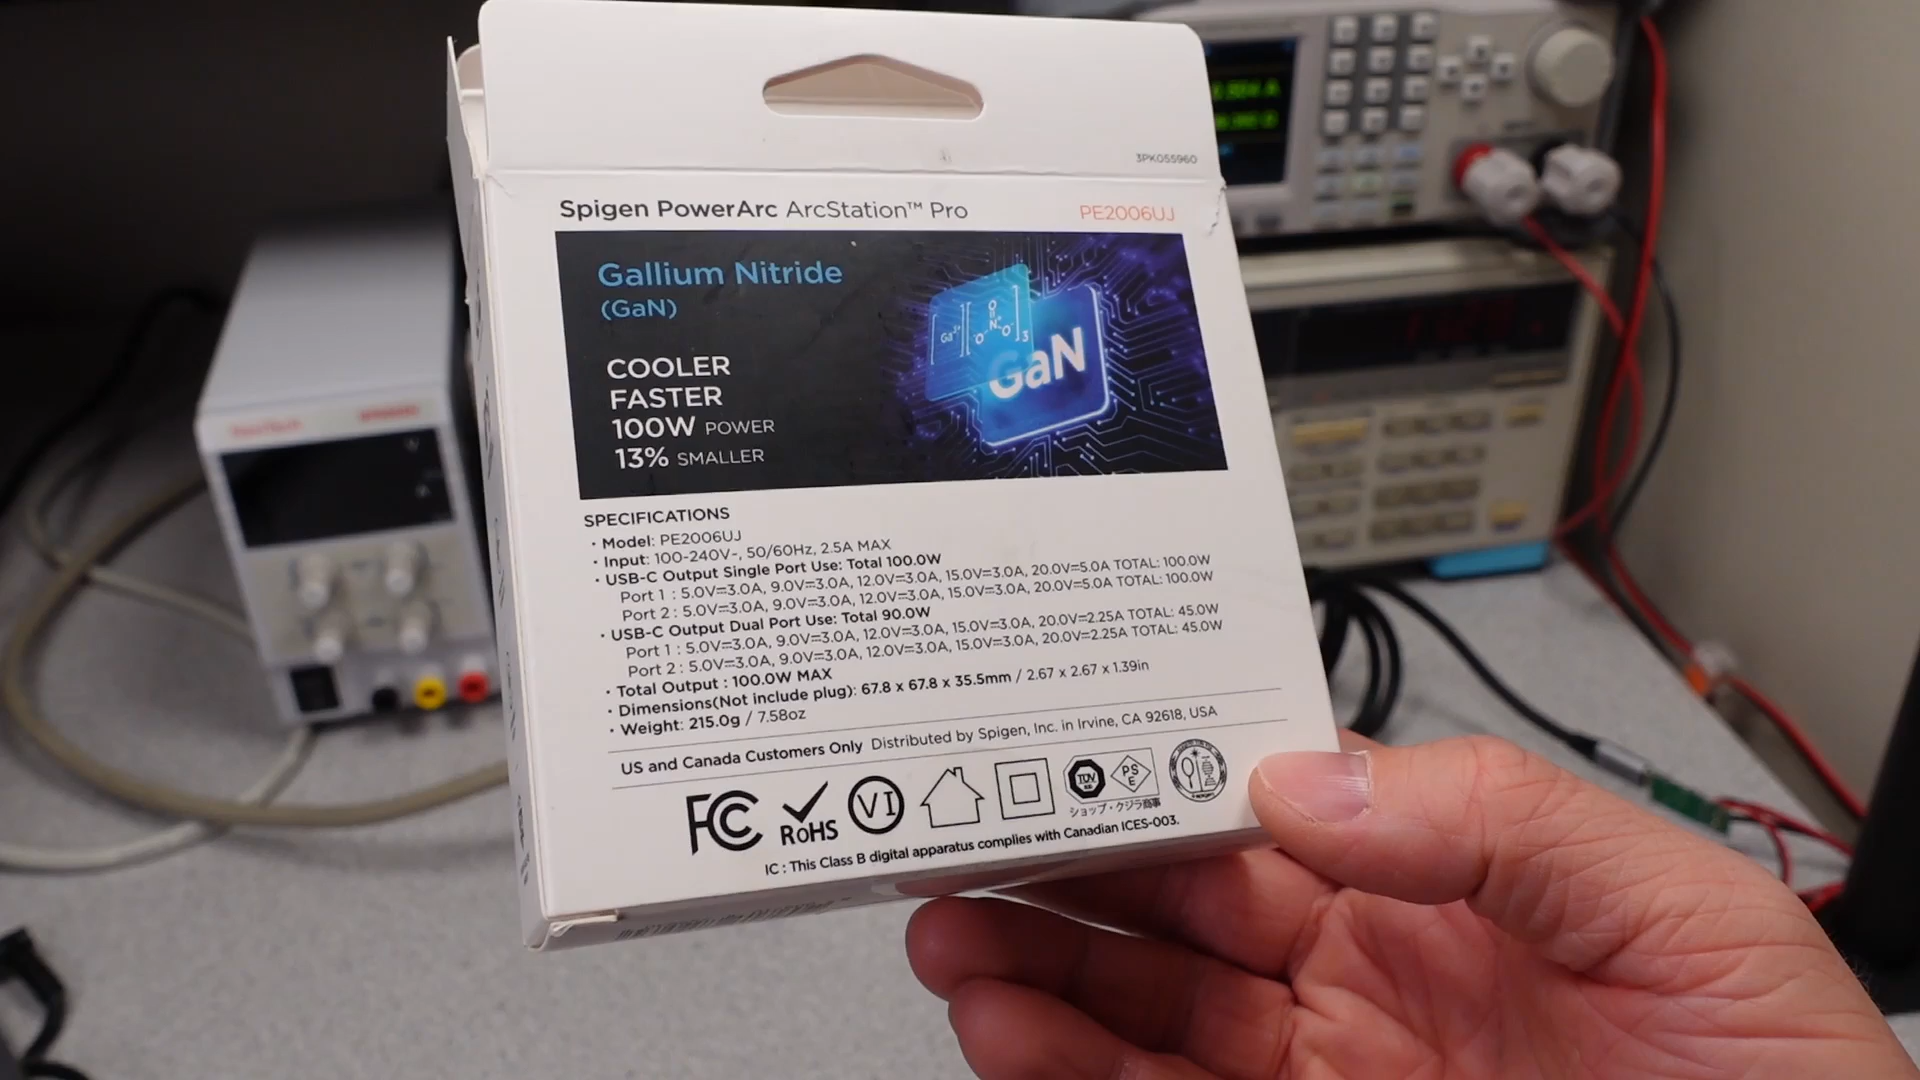 3PK055960
Spigen PowerArc ArcStation™ Pro
PE2006UJ
Gallium Nitride
(GaN)
COOLER
FASTER
100W POWER
13% SMALLER
Ga³⁺
O
N⁺
O⁻ O⁻
3
GaN
SPECIFICATIONS
• Model: PE2006UJ
• Input: 100-240V~, 50/60Hz, 2.5A MAX
• USB-C Output Single Port Use: Total 100.0W
Port 1 : 5.0V⎓3.0A, 9.0V⎓3.0A, 12.0V⎓3.0A, 15.0V⎓3.0A, 20.0V⎓5.0A TOTAL: 100.0W
Port 2 : 5.0V⎓3.0A, 9.0V⎓3.0A, 12.0V⎓3.0A, 15.0V⎓3.0A, 20.0V⎓5.0A TOTAL: 100.0W
• USB-C Output Dual Port Use: Total 90.0W
Port 1 : 5.0V⎓3.0A, 9.0V⎓3.0A, 12.0V⎓3.0A, 15.0V⎓3.0A, 20.0V⎓2.25A TOTAL: 45.0W
Port 2 : 5.0V⎓3.0A, 9.0V⎓3.0A, 12.0V⎓3.0A, 15.0V⎓3.0A, 20.0V⎓2.25A TOTAL: 45.0W
• Total Output : 100.0W MAX
• Dimensions(Not include plug): 67.8 x 67.8 x 35.5mm / 2.67 x 2.67 x 1.39in
• Weight: 215.0g / 7.58oz
US and Canada Customers Only Distributed by Spigen, Inc. in Irvine, CA 92618, USA
FC
RoHS
VI
TÜV
PS
E
ショップ・クジラ商事
IC : This Class B digital apparatus complies with Canadian ICES-003.